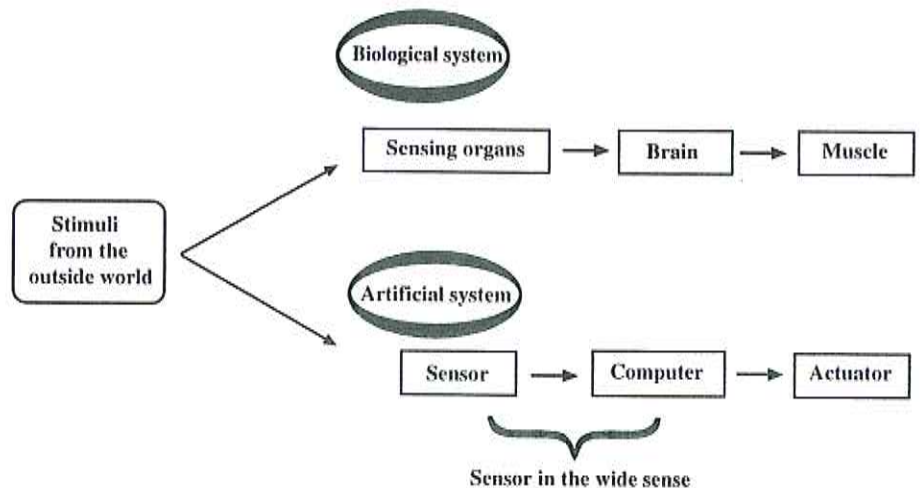 Biological system
Sensing organs
Brain
Muscle
Stimuli
from the
outside world
Artificial system
Sensor
Computer
Actuator
Sensor in the wide sense